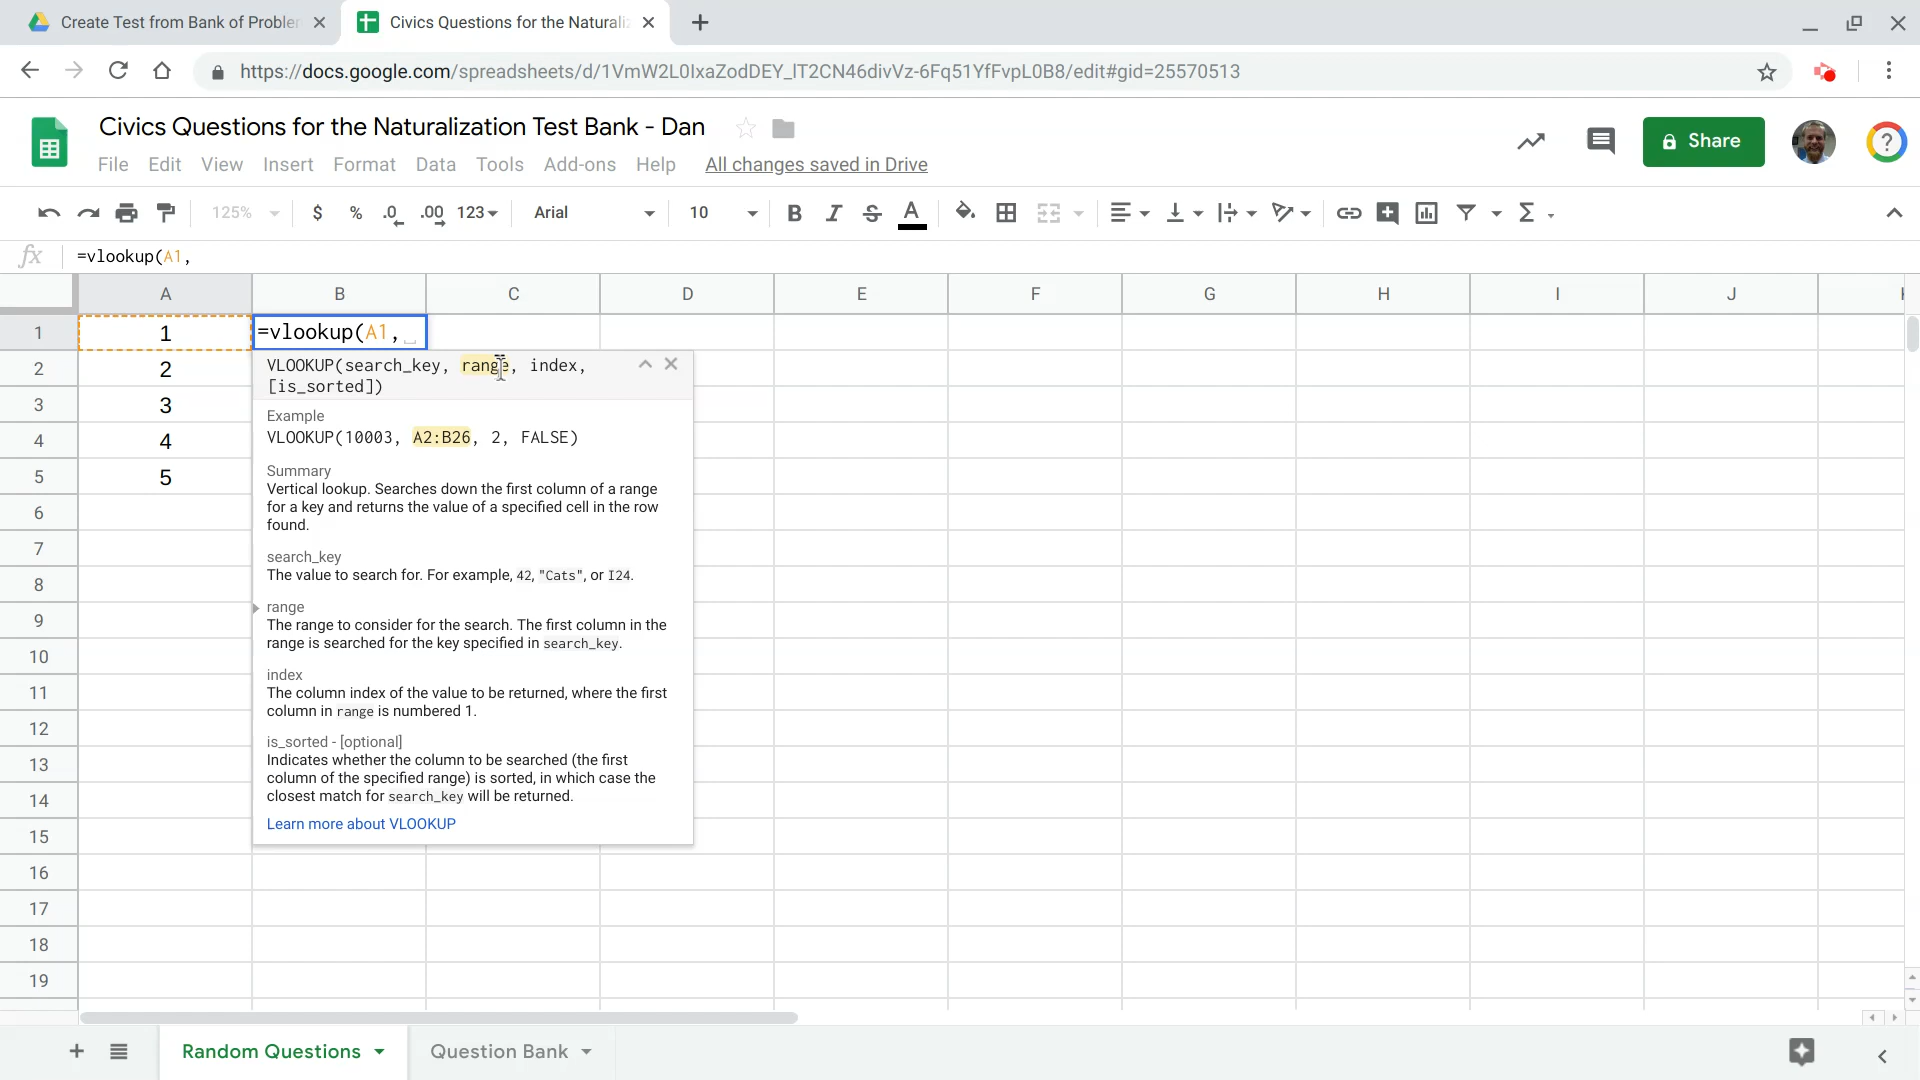 Create Test from Bank of Probler
Civics Questions for the Naturaliz
https://docs.google.com/spreadsheets/d/1VmW2L0IxaZodDEY_lT2CN46divVz-6Fq51YfFvpL0B8/edit#gid=25570513
Civics Questions for the Naturalization Test Bank - Dan
Share
?
File Edit View Insert Format Data Tools Add-ons Help All changes saved in Drive
125% $ % .0 .00 123 Arial 10 B I S A Σ
fx =vlookup(A1,
A B C D E F G H I J
1 1 =vlookup(A1,
2 2
VLOOKUP(search_key, range, index,
[is_sorted])
3 3
Example
4 4
VLOOKUP(10003, A2:B26, 2, FALSE)
5 5
Summary
Vertical lookup. Searches down the first column of a range
for a key and returns the value of a specified cell in the row
found.
6
7
search_key
The value to search for. For example, 42, "Cats", or I24.
8
range
The range to consider for the search. The first column in the
range is searched for the key specified in search_key.
9
10
index
The column index of the value to be returned, where the first
column in range is numbered 1.
11
12
is_sorted - [optional]
Indicates whether the column to be searched (the first
column of the specified range) is sorted, in which case the
closest match for search_key will be returned.
13
14
Learn more about VLOOKUP
15
16
17
18
19
Random Questions Question Bank